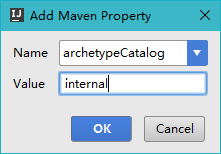 Add Maven Property
Name archetypeCatalog
Value internal
OK Cancel